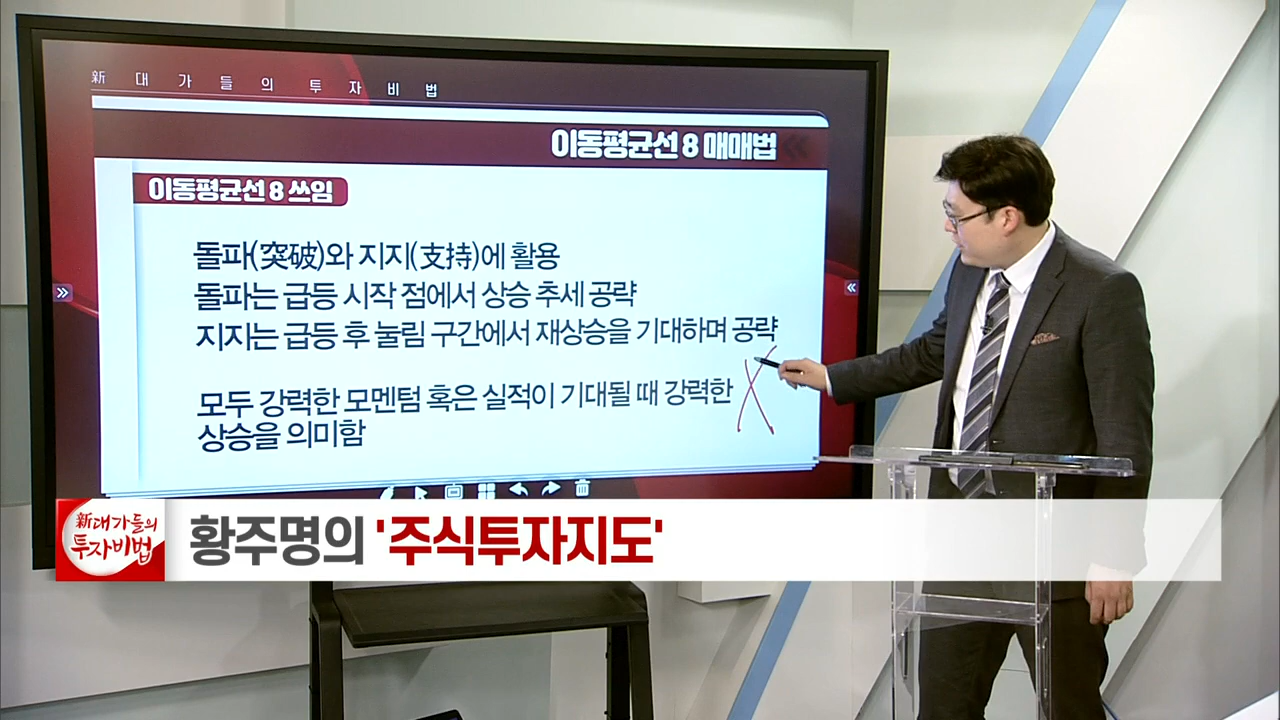 新 대 가 들 의 투 자 비 법
이동평균선 8 매매법
이동평균선 8 쓰임
돌파(突破)와 지지(支持)에 활용
돌파는 급등 시작 점에서 상승 추세 공략
지지는 급등 후 눌림 구간에서 재상승을 기대하며 공략
모두 강력한 모멘텀 혹은 실적이 기대될 때 강력한
상승을 의미함
新대가들의
투자비법
황주명의 '주식투자지도'